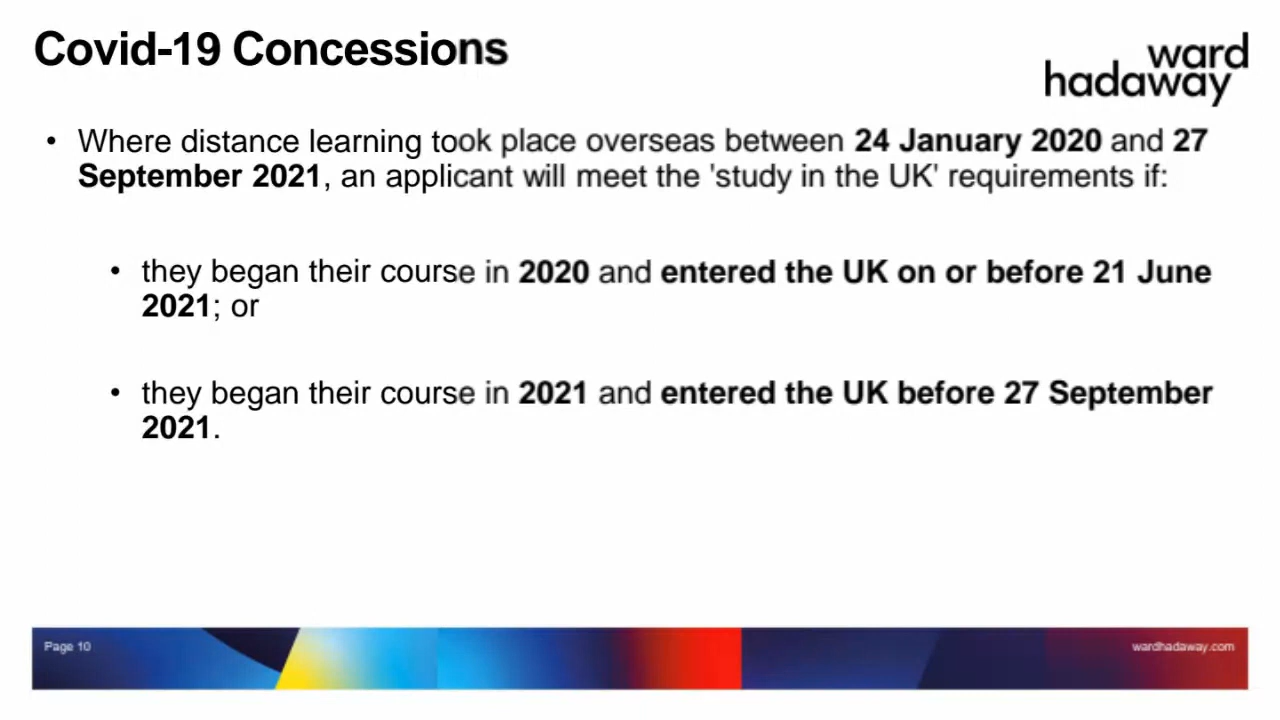 Covid-19 Concessions
ward
hadaway
• Where distance learning took place overseas between 24 January 2020 and 27
September 2021, an applicant will meet the 'study in the UK' requirements if:
• they began their course in 2020 and entered the UK on or before 21 June
2021; or
• they began their course in 2021 and entered the UK before 27 September
2021.
Page 10
wardhadaway.com